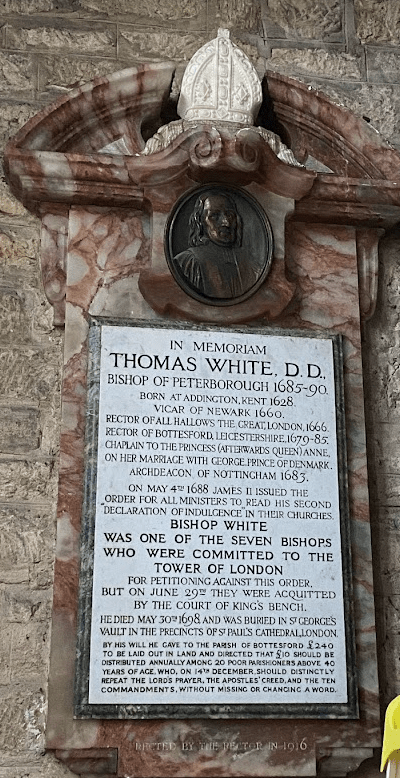 IN MEMORIAM
THOMAS WHITE, D.D.
BISHOP OF PETERBOROUGH 1685-90.
BORN AT ADDINGTON, KENT 1628.
VICAR OF NEWARK 1660.
RECTOR OF ALL HALLOWS THE GREAT, LONDON, 1666.
RECTOR OF BOTTESFORD, LEICESTERSHIRE, 1679-85.
CHAPLAIN TO THE PRINCESS (AFTERWARDS QUEEN) ANNE,
ON HER MARRIAGE WITH GEORGE, PRINCE OF DENMARK.
ARCHDEACON OF NOTTINGHAM 1683.
ON MAY 4TH 1688 JAMES II ISSUED THE
ORDER FOR ALL MINISTERS TO READ HIS SECOND
"DECLARATION OF INDULGENCE" IN THEIR CHURCHES.
BISHOP WHITE
WAS ONE OF THE SEVEN BISHOPS
WHO WERE COMMITTED TO THE
TOWER OF LONDON
FOR PETITIONING AGAINST THIS ORDER,
BUT ON JUNE 29TH THEY WERE ACQUITTED
BY THE COURT OF KING'S BENCH.
HE DIED MAY 30TH 1698, AND WAS BURIED IN ST GEORGE'S
VAULT IN THE PRECINCTS OF ST PAUL'S CATHEDRAL, LONDON.
BY HIS WILL HE GAVE TO THE PARISH OF BOTTESFORD £240
TO BE LAID OUT IN LAND AND DIRECTED THAT £10 SHOULD BE
DISTRIBUTED ANNUALLY AMONG 20 POOR PARISHIONERS ABOVE 40
YEARS OF AGE, WHO, ON 14TH DECEMBER, SHOULD DISTINCTLY
REPEAT THE LORD'S PRAYER, THE APOSTLES' CREED, AND THE TEN
COMMANDMENTS, WITHOUT MISSING OR CHANGING A WORD.
ERECTED BY THE RECTOR IN 1916